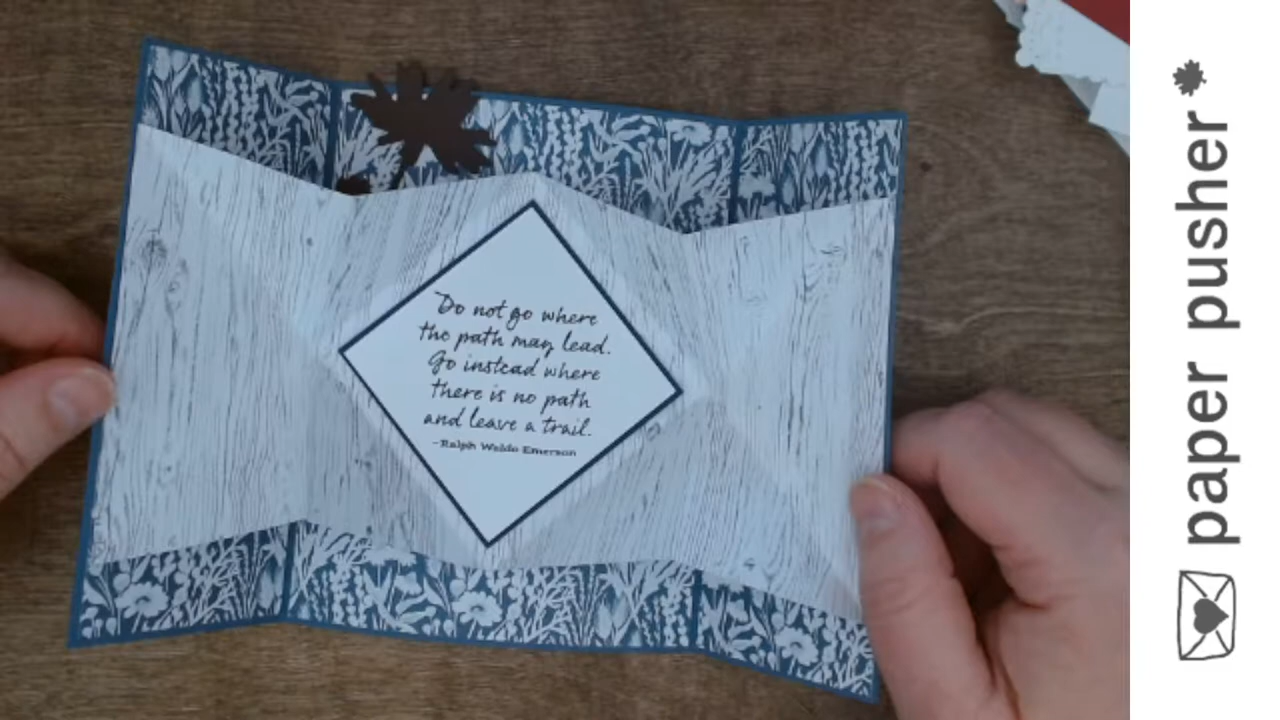 Do not go where
the path may lead.
Go instead where
there is no path
and leave a trail.
-Ralph Waldo Emerson
paper pusher